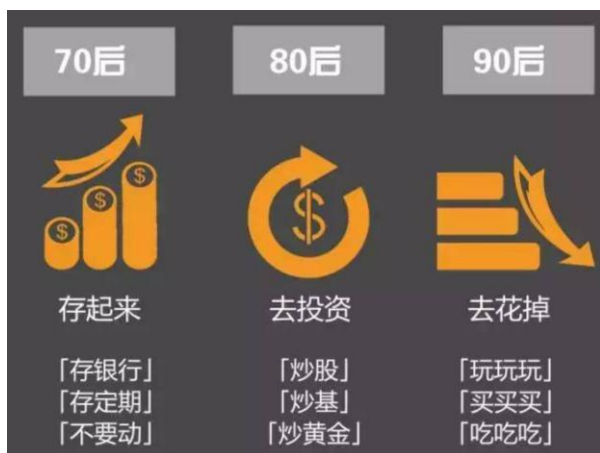 70后
80后
90后
$
$
$
$
存起来
去投资
去花掉
「存银行」
「存定期」
「不要动」
「炒股」
「炒基」
「炒黄金」
「玩玩玩」
「买买买」
「吃吃吃」